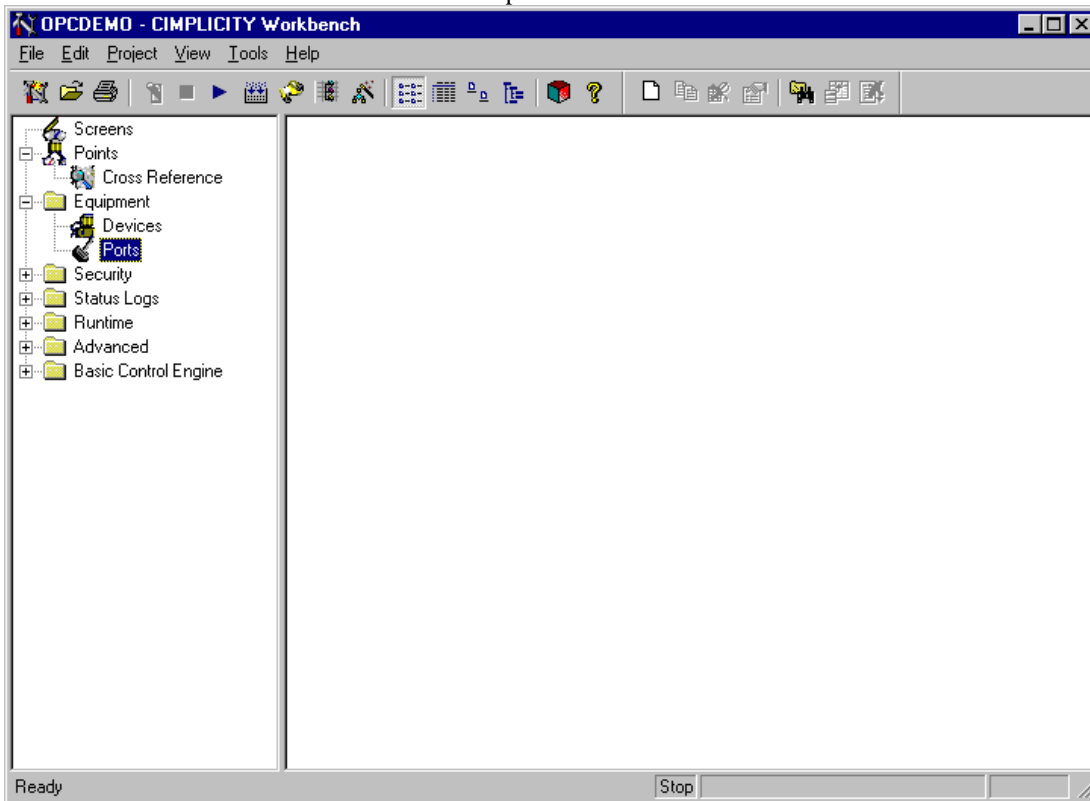 OPCDEMO - CIMPLICITY Workbench
File Edit Project View Tools Help
Screens
Points
Cross Reference
Equipment
Devices
Ports
Security
Status Logs
Runtime
Advanced
Basic Control Engine
Ready Stop